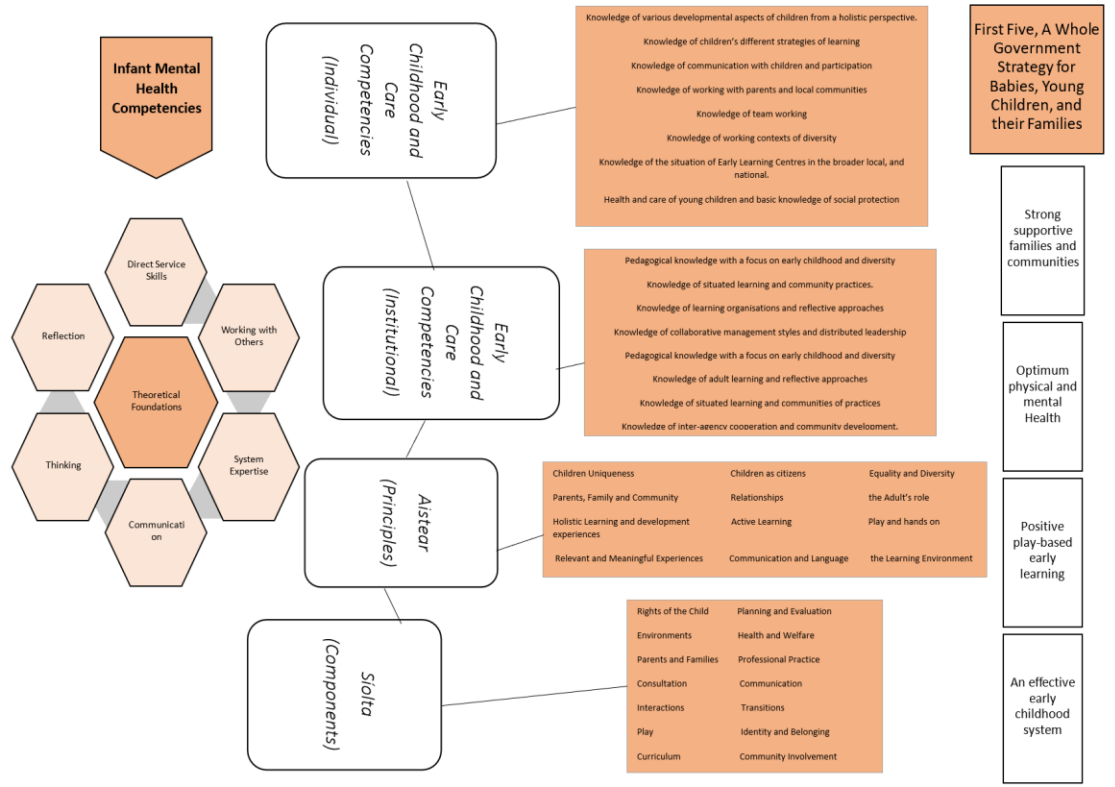 Infant Mental
Health
Competencies
Direct Service
Skills
Reflection
Working with
Others
Theoretical
Foundations
Thinking
System
Expertise
Communicati
on
Early
Childhood and
Care
Competencies
(Individual)
Knowledge of various developmental aspects of children from a holistic perspective.
Knowledge of children's different strategies of learning
Knowledge of communication with children and participation
Knowledge of working with parents and local communities
Knowledge of team working
Knowledge of working contexts of diversity
Knowledge of the situation of Early Learning Centres in the broader local, and
national.
Health and care of young children and basic knowledge of social protection
Early
Childhood and
Care
Competencies
(Institutional)
Pedagogical knowledge with a focus on early childhood and diversity
Knowledge of situated learning and community practices.
Knowledge of learning organisations and reflective approaches
Knowledge of collaborative management styles and distributed leadership
Pedagogical knowledge with a focus on early childhood and diversity
Knowledge of adult learning and reflective approaches
Knowledge of situated learning and communities of practices
Knowledge of inter-agency cooperation and community development.
Aistear
(Principles)
Children Uniqueness Children as citizens Equality and Diversity
Parents, Family and Community Relationships the Adult's role
Holistic Learning and development Active Learning Play and hands on
experiences
Relevant and Meaningful Experiences Communication and Language the Learning Environment
Síolta
(Components)
Rights of the Child Planning and Evaluation
Environments Health and Welfare
Parents and Families Professional Practice
Consultation Communication
Interactions Transitions
Play Identity and Belonging
Curriculum Community Involvement
First Five, A Whole
Government
Strategy for
Babies, Young
Children, and
their Families
Strong
supportive
families and
communities
Optimum
physical and
mental
Health
Positive
play-based
early
learning
An effective
early
childhood
system